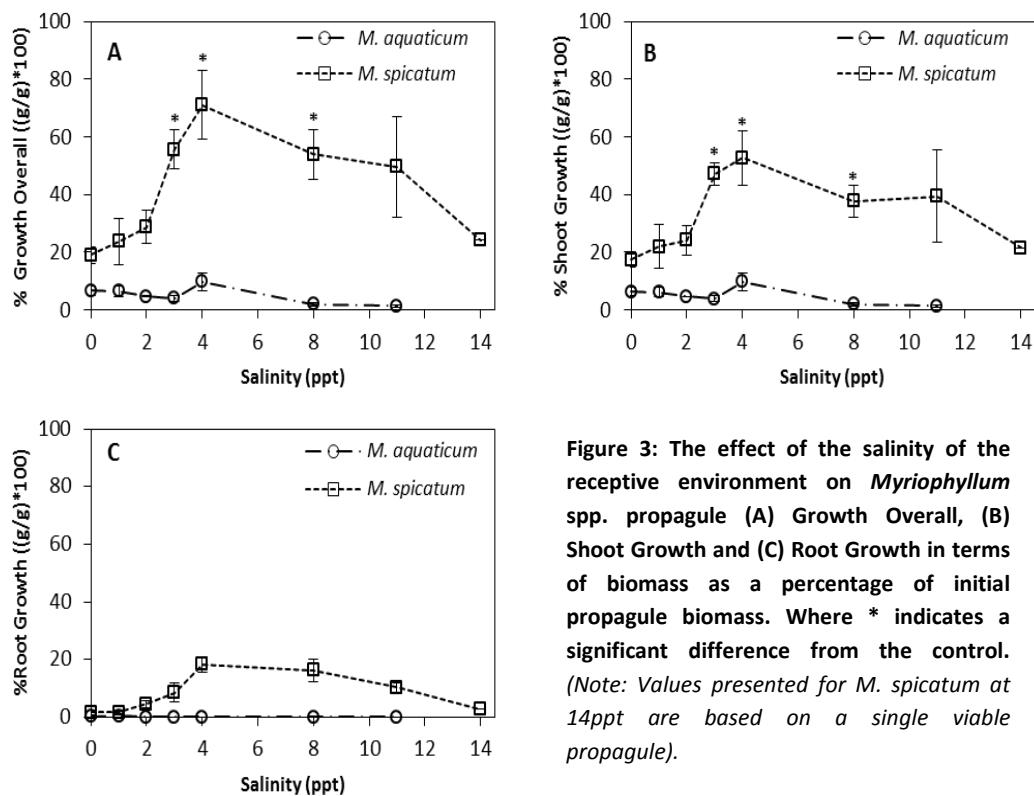 A
M. aquaticum
M. spicatum
% Growth Overall ((g/g)*100)
100
80
60
40
20
0
* * *
0 2 4 6 8 10 12 14
Salinity (ppt)
B
M. aquaticum
M. spicatum
% Shoot Growth ((g/g)*100)
100
80
60
40
20
0
* * *
0 2 4 6 8 10 12 14
Salinity (ppt)
C
M. aquaticum
M. spicatum
%Root Growth ((g/g)*100)
100
80
60
40
20
0
0 2 4 6 8 10 12 14
Salinity (ppt)
Figure 3: The effect of the salinity of the
receptive environment on Myriophyllum
spp. propagule (A) Growth Overall, (B)
Shoot Growth and (C) Root Growth in terms
of biomass as a percentage of initial
propagule biomass. Where * indicates a
significant difference from the control.
(Note: Values presented for M. spicatum at
14ppt are based on a single viable
propagule).